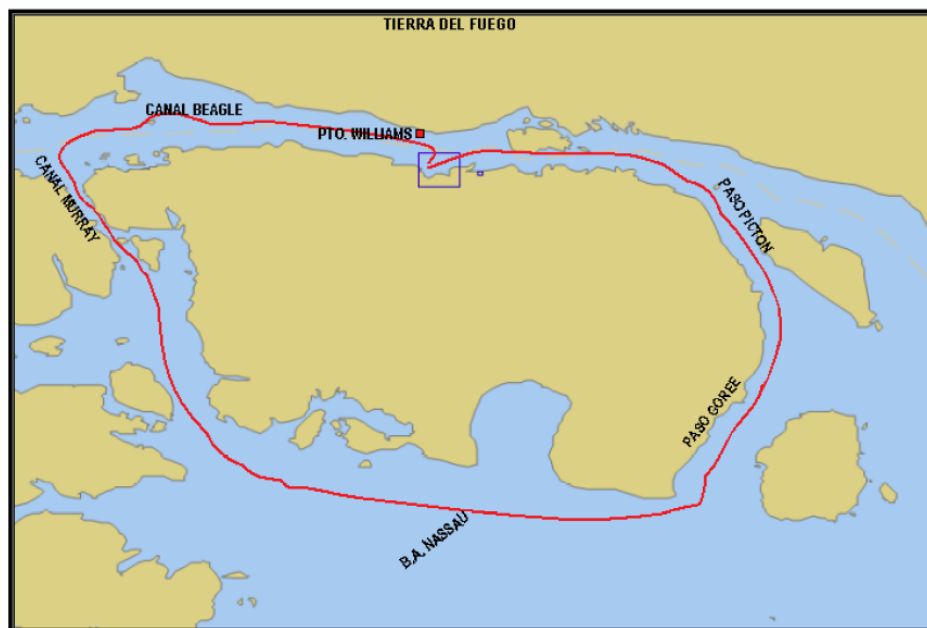 TIERRA DEL FUEGO
CANAL BEAGLE
PTO. WILLIAMS
CANAL MURRAY
PASO PICTON
PASO GOREE
B.A. NASSAU